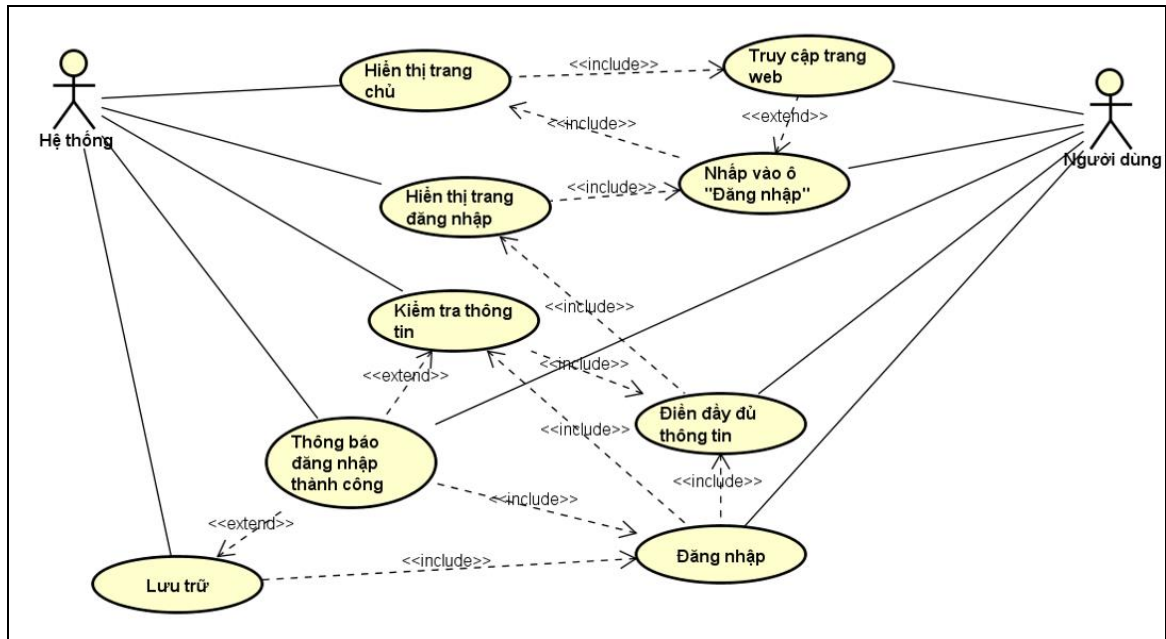 Hiển thị trang
chủ
<<include>>
Truy cập trang
web
Hệ thống
<<include>>
<<extend>>
Người dùng
Hiển thị trang
đăng nhập
<<include>>
Nhấp vào ô
"Đăng nhập"
Kiểm tra thông
tin
<<include>>
<<include>>
<<extend>>
Điền đầy đủ
thông tin
<<include>>
Thông báo
đăng nhập
thành công
<<include>>
<<include>>
<<extend>>
Lưu trữ
<<include>>
Đăng nhập